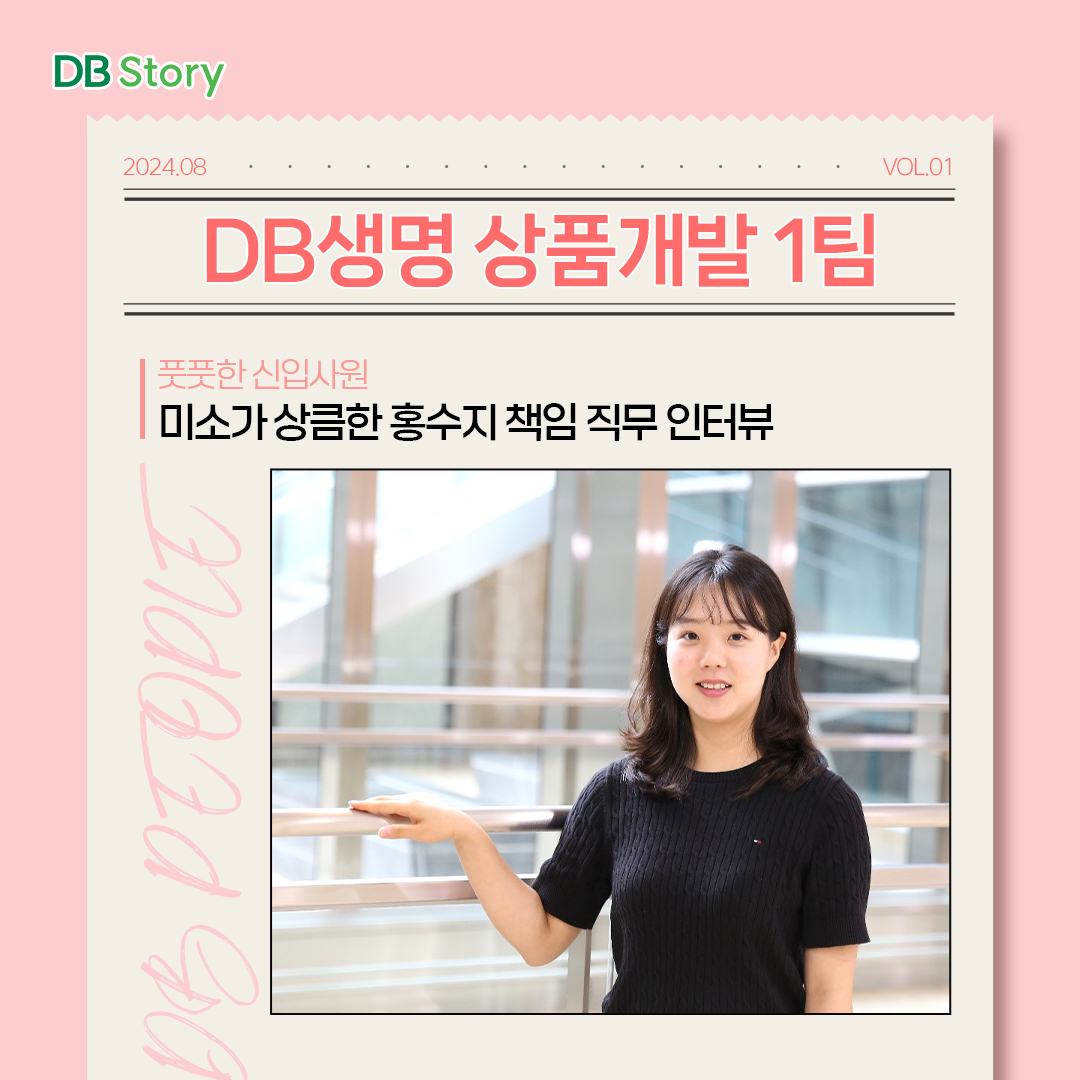 DB Story
2024.08 · · · · · · · · · · · · · · · · VOL.01
DB생명 상품개발 1팀
풋풋한 신입사원
미소가 상큼한 홍수지 책임 직무 인터뷰
DB PEOPLE